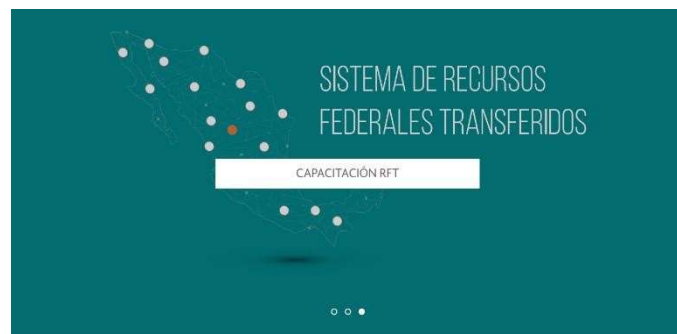 SISTEMA DE RECURSOS
FEDERALES TRANSFERIDOS
CAPACITACIÓN RFT